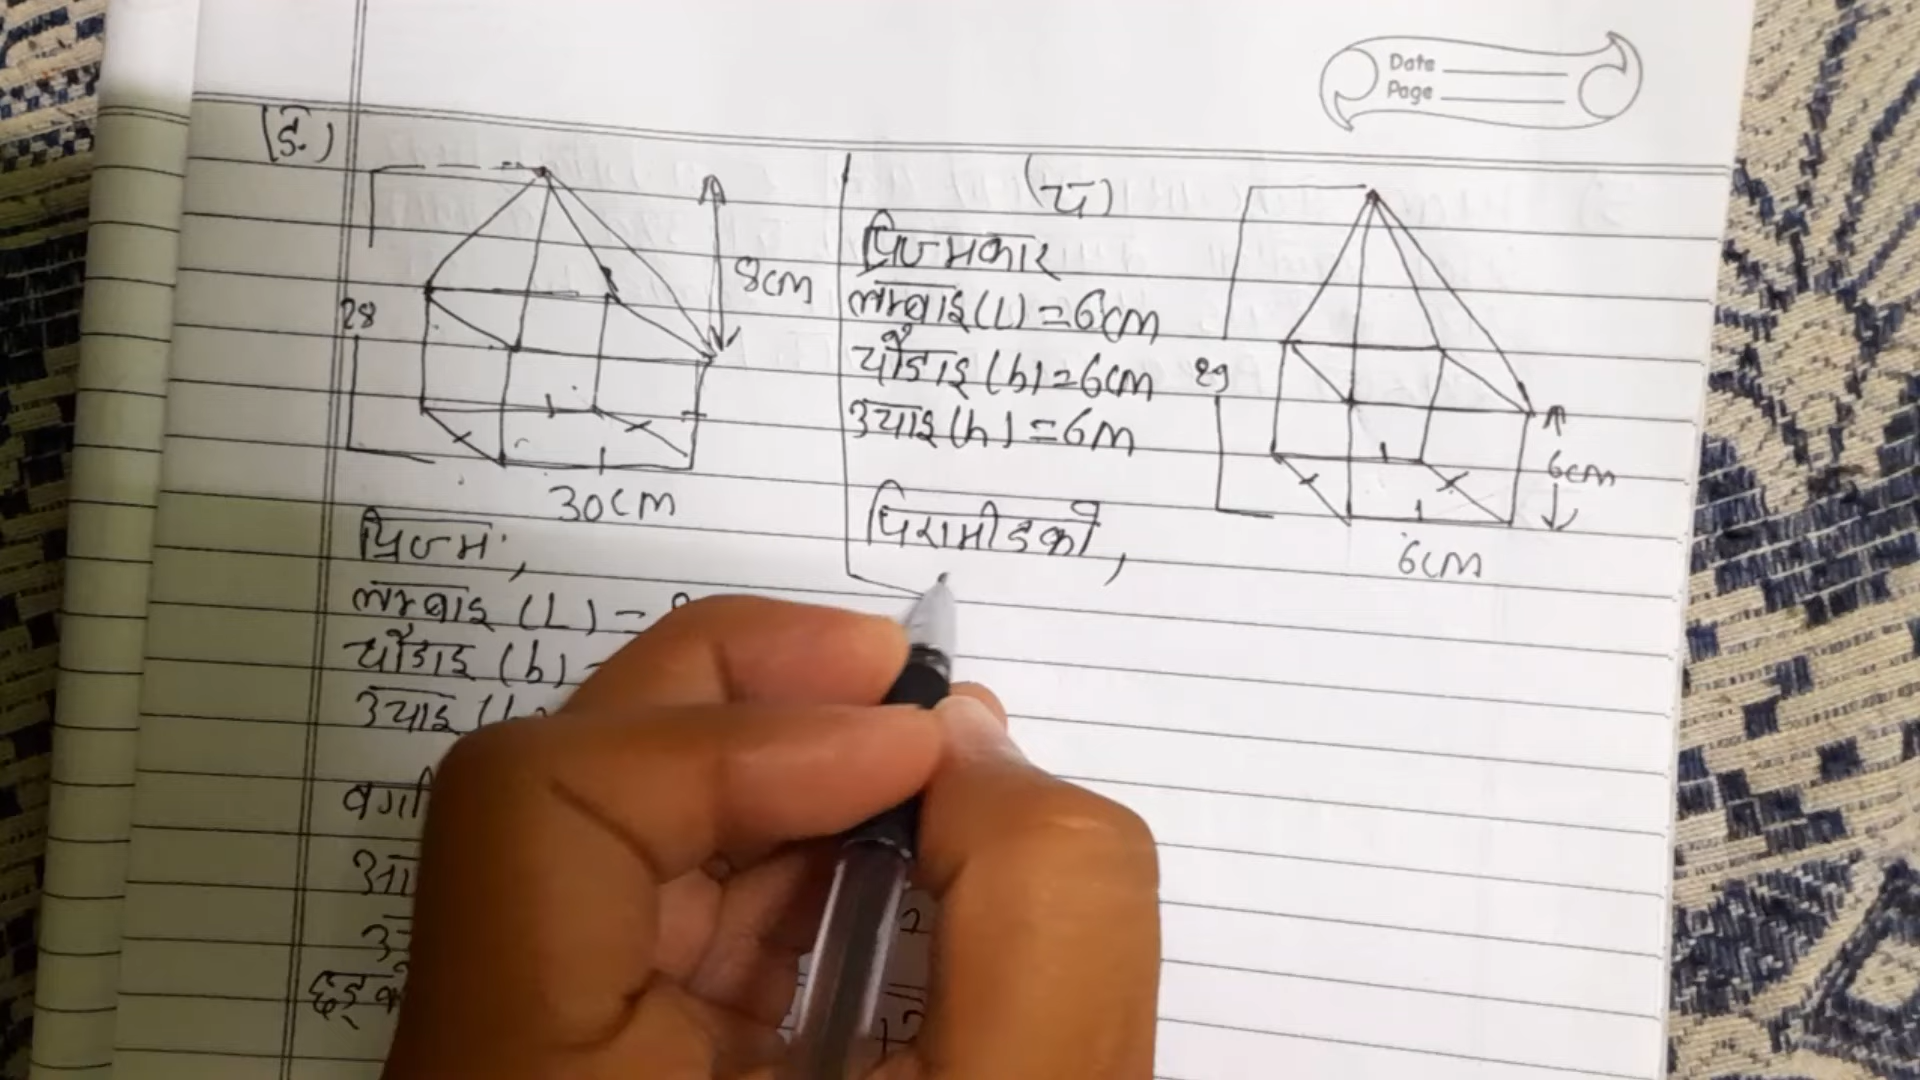 Date
Page
(ङ.)
8cm
28
30cm
प्रिज्म,
लम्बाइ (L) =
चौडाइ (b) =
उचाइ (h
(च)
प्रिज्मकार
लम्बाइ (L) = 6cm
चौडाइ (b) = 6cm
उचाइ (h) = 6m
29
6cm
6cm
पिरामीडको,